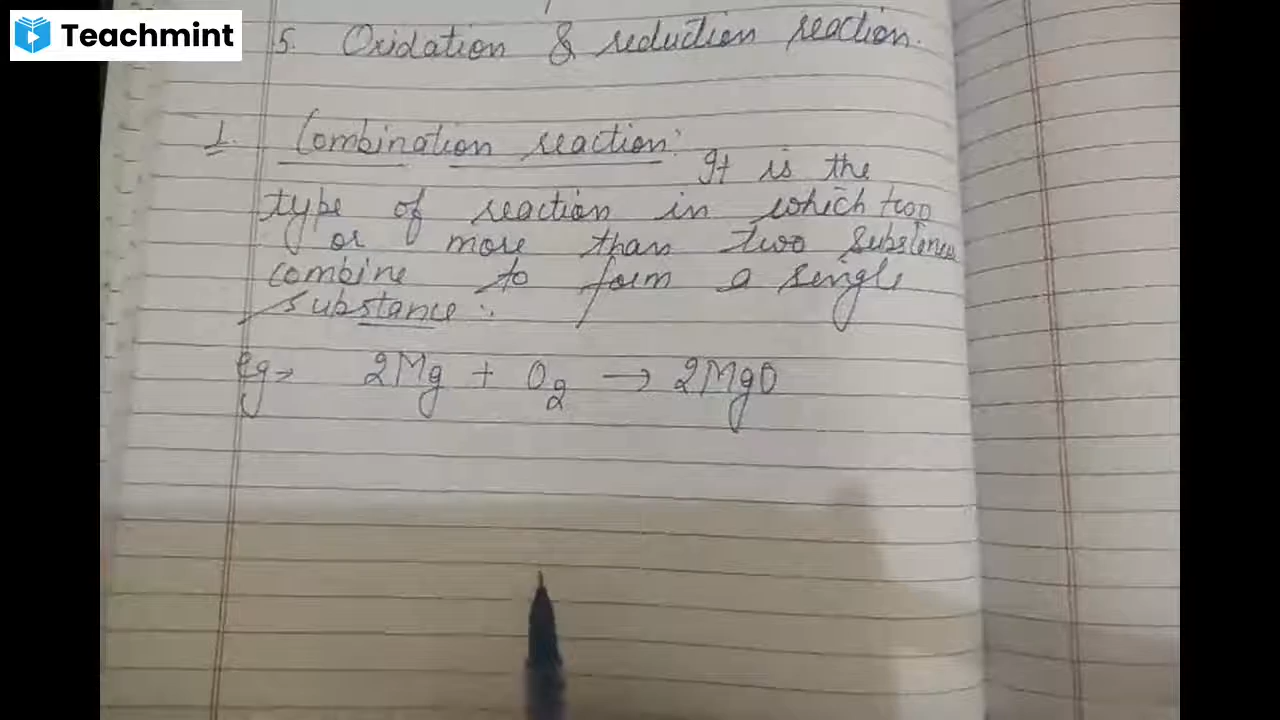 Teachmint
5. Oxidation & reduction reaction.
1. Combination reaction:
It is the
type of reaction in which two
or more than two substances
combine to form a single
substance.
Eg→ 2Mg + O2 → 2MgO